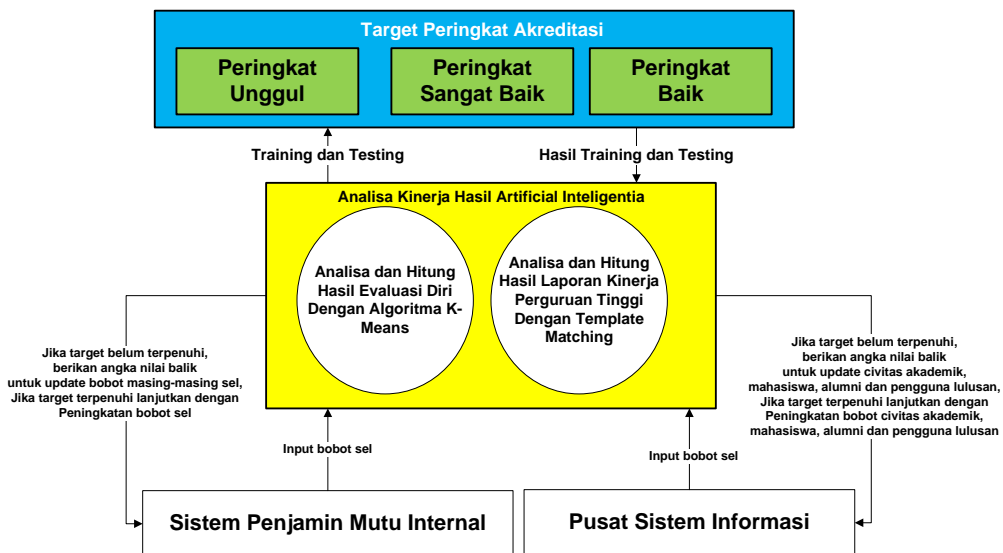 Target Peringkat Akreditasi
Peringkat
Unggul
Peringkat
Sangat Baik
Peringkat
Baik
Training dan Testing
Hasil Training dan Testing
Analisa Kinerja Hasil Artificial Inteligentia
Analisa dan Hitung
Hasil Evaluasi Diri
Dengan Algoritma K-
Means
Analisa dan Hitung
Hasil Laporan Kinerja
Perguruan Tinggi
Dengan Template
Matching
Jika target belum terpenuhi,
berikan angka nilai balik
untuk update bobot masing-masing sel,
Jika target terpenuhi lanjutkan dengan
Peningkatan bobot sel
Jika target belum terpenuhi,
berikan angka nilai balik
untuk update civitas akademik,
mahasiswa, alumni dan pengguna lulusan,
Jika target terpenuhi lanjutkan dengan
Peningkatan bobot civitas akademik,
mahasiswa, alumni dan pengguna lulusan
Input bobot sel
Input bobot sel
Sistem Penjamin Mutu Internal
Pusat Sistem Informasi